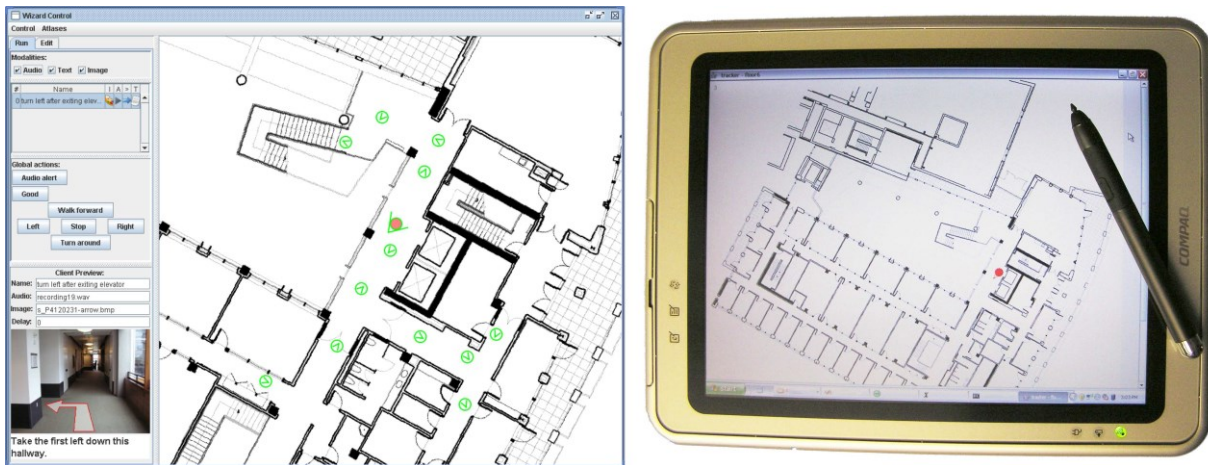 Wizard Control
Control Atlases
Run Edit
Modalities:
Audio Text Image
# Name I A + T
0 turn left after exiting elev...
Global actions:
Audio alert
Good
Walk forward
Left Stop Right
Turn around
Client Preview:
Name: turn left after exiting elevator
Audio: recording19.wav
Image: s_P4120231-arrow.bmp
Delay: 0
Take the first left down this
hallway.
COMPAQ